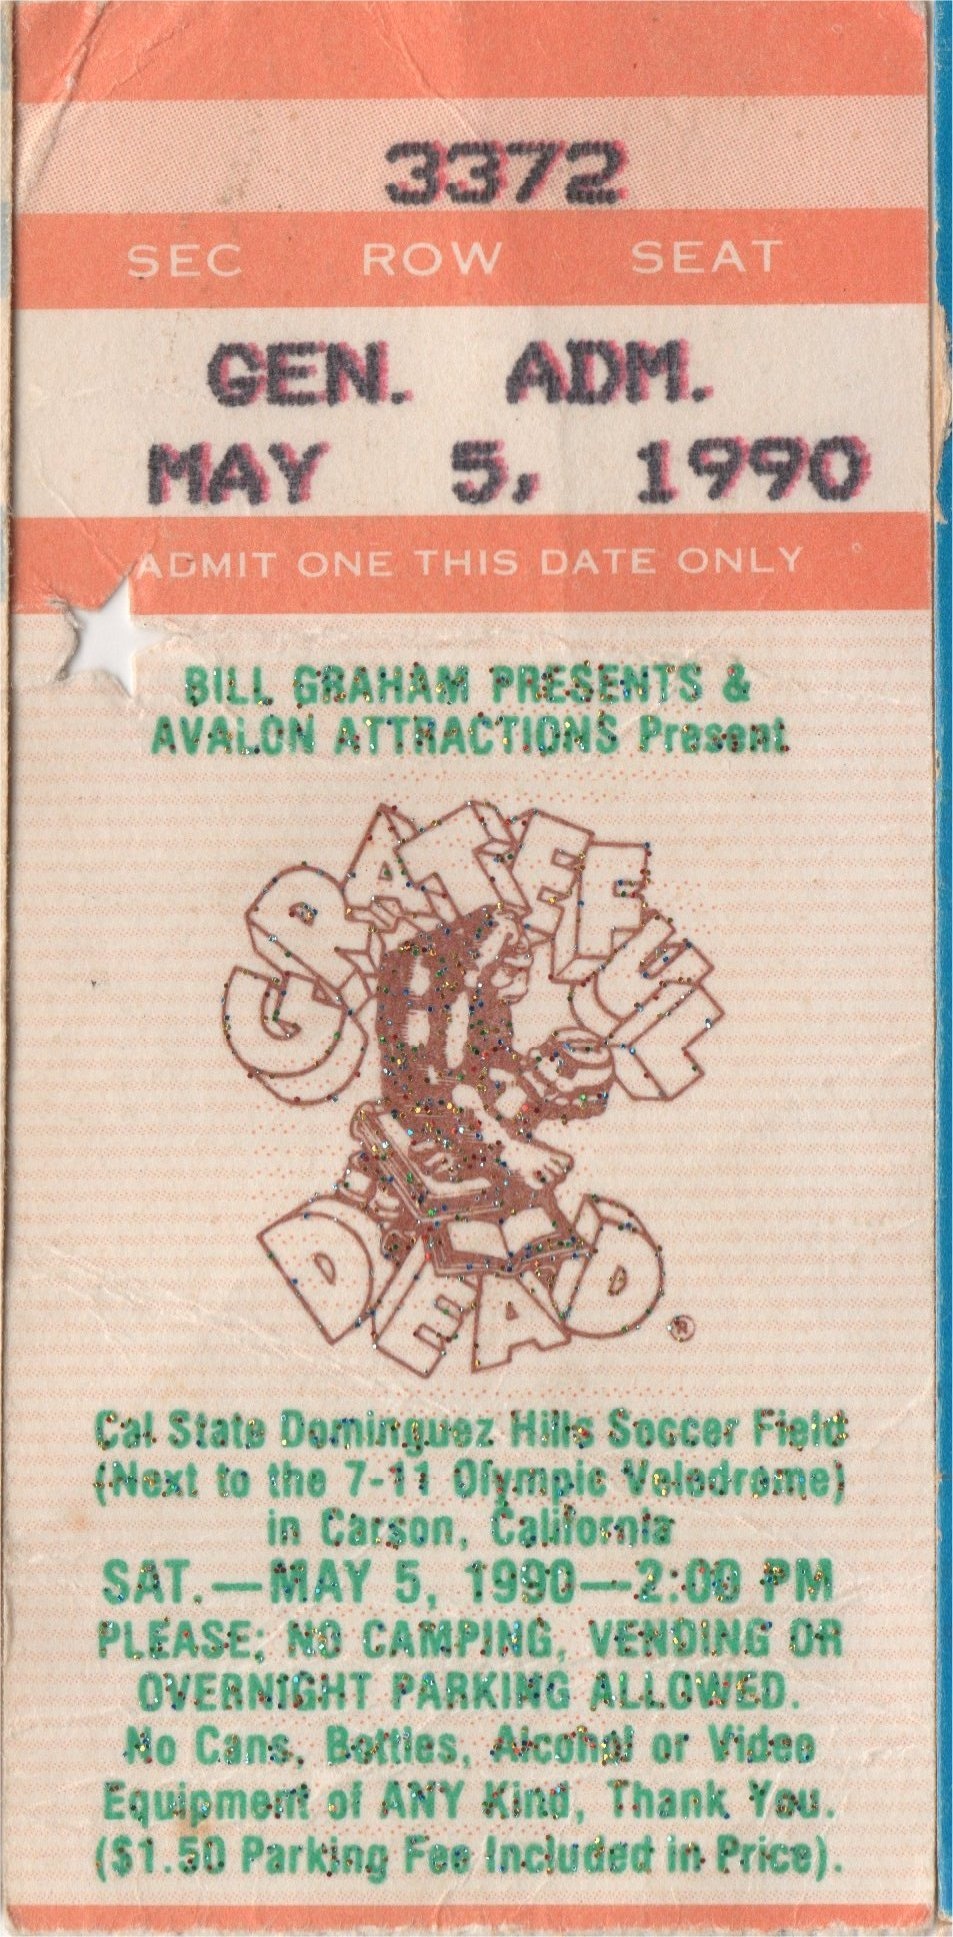 3372
SEC ROW SEAT
GEN. ADM.
MAY 5, 1990
ADMIT ONE THIS DATE ONLY
BILL GRAHAM PRESENTS &
AVALON ATTRACTIONS Present
GRATEFUL
DEAD ®
Cal State Dominguez Hills Soccer Field
(Next to the 7-11 Olympic Velodrome)
in Carson, California
SAT.—MAY 5, 1990—2:00 PM
PLEASE; NO CAMPING, VENDING OR
OVERNIGHT PARKING ALLOWED.
No Cans, Bottles, Alcohol or Video
Equipment of ANY Kind, Thank You.
($1.50 Parking Fee Included in Price).